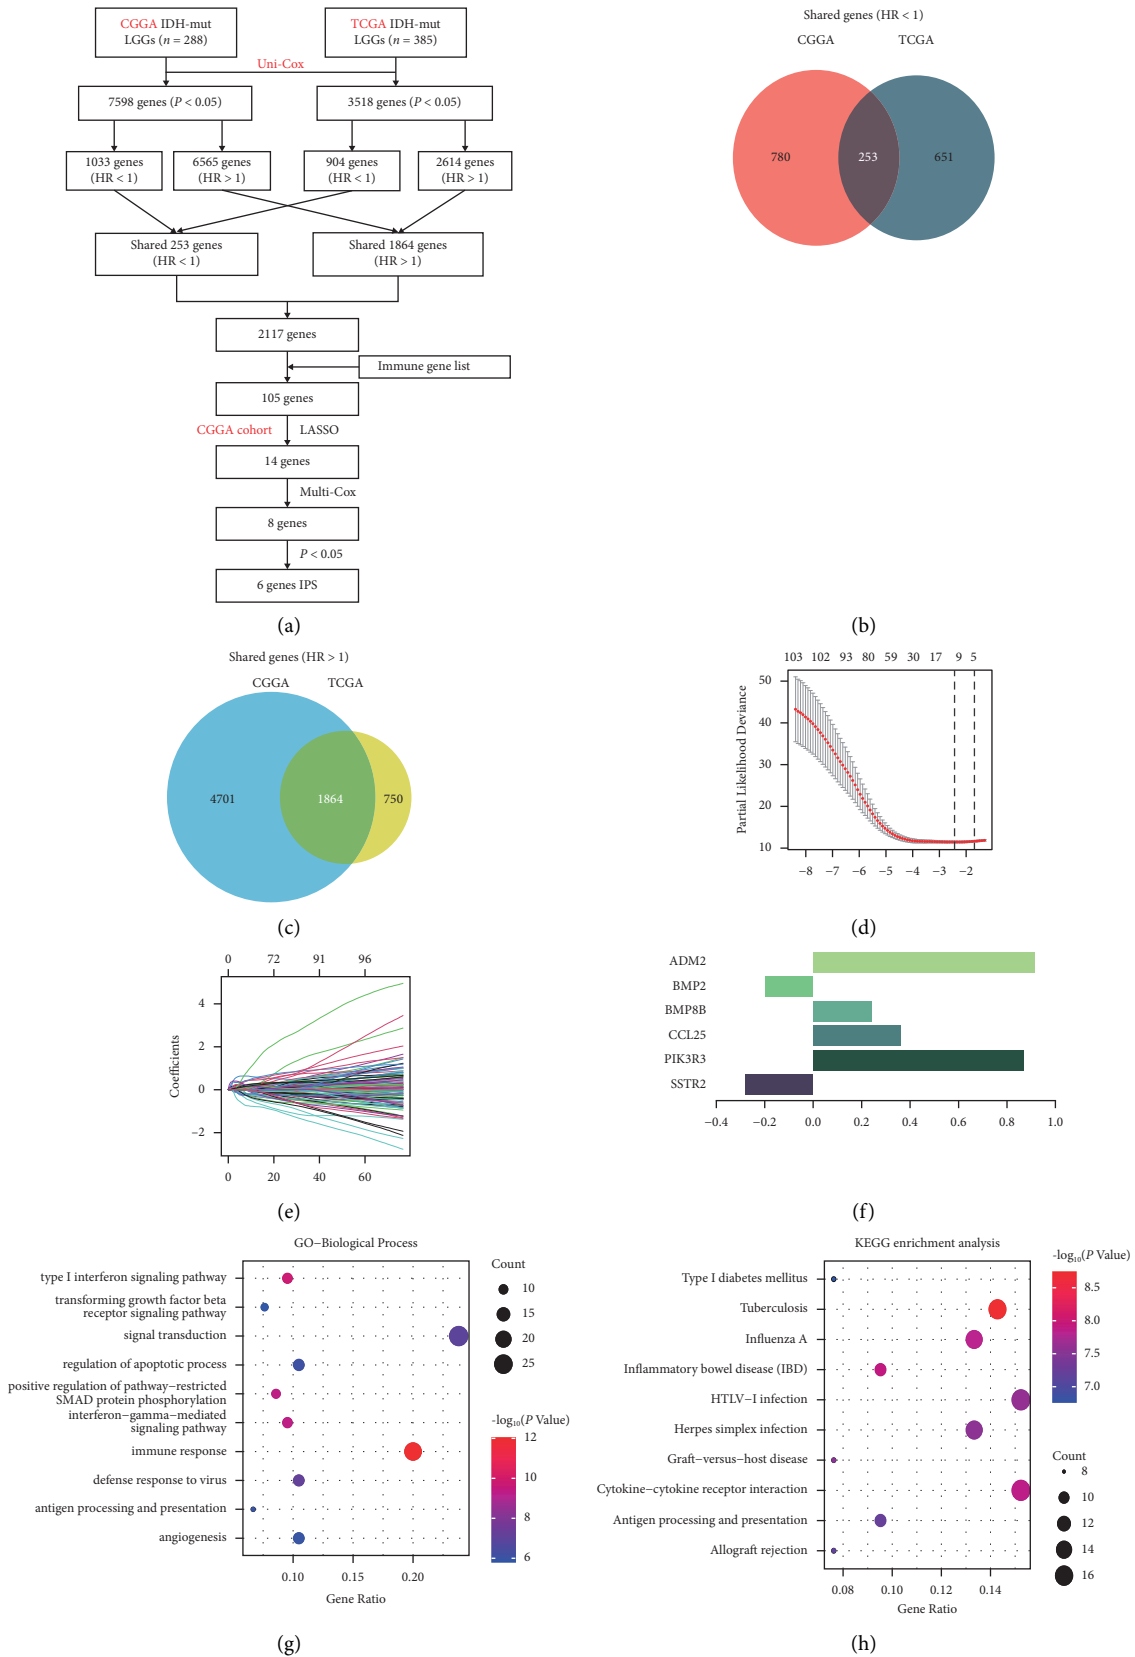 CGGA IDH-mut
LGGs (n = 288)
TCGA IDH-mut
LGGs (n = 385)
Uni-Cox
7598 genes (P < 0.05)
3518 genes (P < 0.05)
1033 genes
(HR < 1)
6565 genes
(HR > 1)
904 genes
(HR < 1)
2614 genes
(HR > 1)
Shared 253 genes
(HR < 1)
Shared 1864 genes
(HR > 1)
2117 genes
Immune gene list
105 genes
CGGA cohort
LASSO
14 genes
Multi-Cox
8 genes
P < 0.05
6 genes IPS
(a)
Shared genes (HR < 1)
CGGA
TCGA
780
253
651
(b)
Shared genes (HR > 1)
CGGA
TCGA
4701
1864
750
(c)
103 102 93 80 59 30 17 9 5
Partial Likelihood Deviance
50
40
30
20
10
−8 −7 −6 −5 −4 −3 −2
(d)
0 72 91 96
Coefficients
4
2
0
−2
0 20 40 60
(e)
ADM2
BMP2
BMP8B
CCL25
PIK3R3
SSTR2
−0.4 −0.2 0.0 0.2 0.4 0.6 0.8 1.0
(f)
GO−Biological Process
type I interferon signaling pathway
transforming growth factor beta
receptor signaling pathway
signal transduction
regulation of apoptotic process
positive regulation of pathway−restricted
SMAD protein phosphorylation
interferon−gamma−mediated
signaling pathway
immune response
defense response to virus
antigen processing and presentation
angiogenesis
0.10 0.15 0.20
Gene Ratio
Count
10
15
20
25
-log10(P Value)
12
10
8
6
(g)
KEGG enrichment analysis
Type I diabetes mellitus
Tuberculosis
Influenza A
Inflammatory bowel disease (IBD)
HTLV−I infection
Herpes simplex infection
Graft−versus−host disease
Cytokine−cytokine receptor interaction
Antigen processing and presentation
Allograft rejection
0.08 0.10 0.12 0.14
Gene Ratio
-log10(P Value)
8.5
8.0
7.5
7.0
Count
8
10
12
14
16
(h)